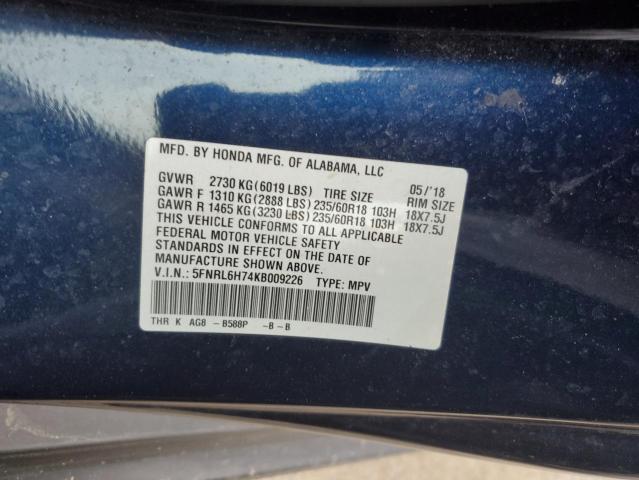 MFD. BY HONDA MFG. OF ALABAMA, LLC
GVWR 2730 KG (6019 LBS) TIRE SIZE 05/'18 RIM SIZE
GAWR F 1310 KG (2888 LBS) 235/60R18 103H 18X7.5J
GAWR R 1465 KG (3230 LBS) 235/60R18 103H 18X7.5J
THIS VEHICLE CONFORMS TO ALL APPLICABLE
FEDERAL MOTOR VEHICLE SAFETY
STANDARDS IN EFFECT ON THE DATE OF
MANUFACTURE SHOWN ABOVE.
V.I.N.: 5FNRL6H74KB009226 TYPE: MPV
THR K AG8 - B588P -B-B